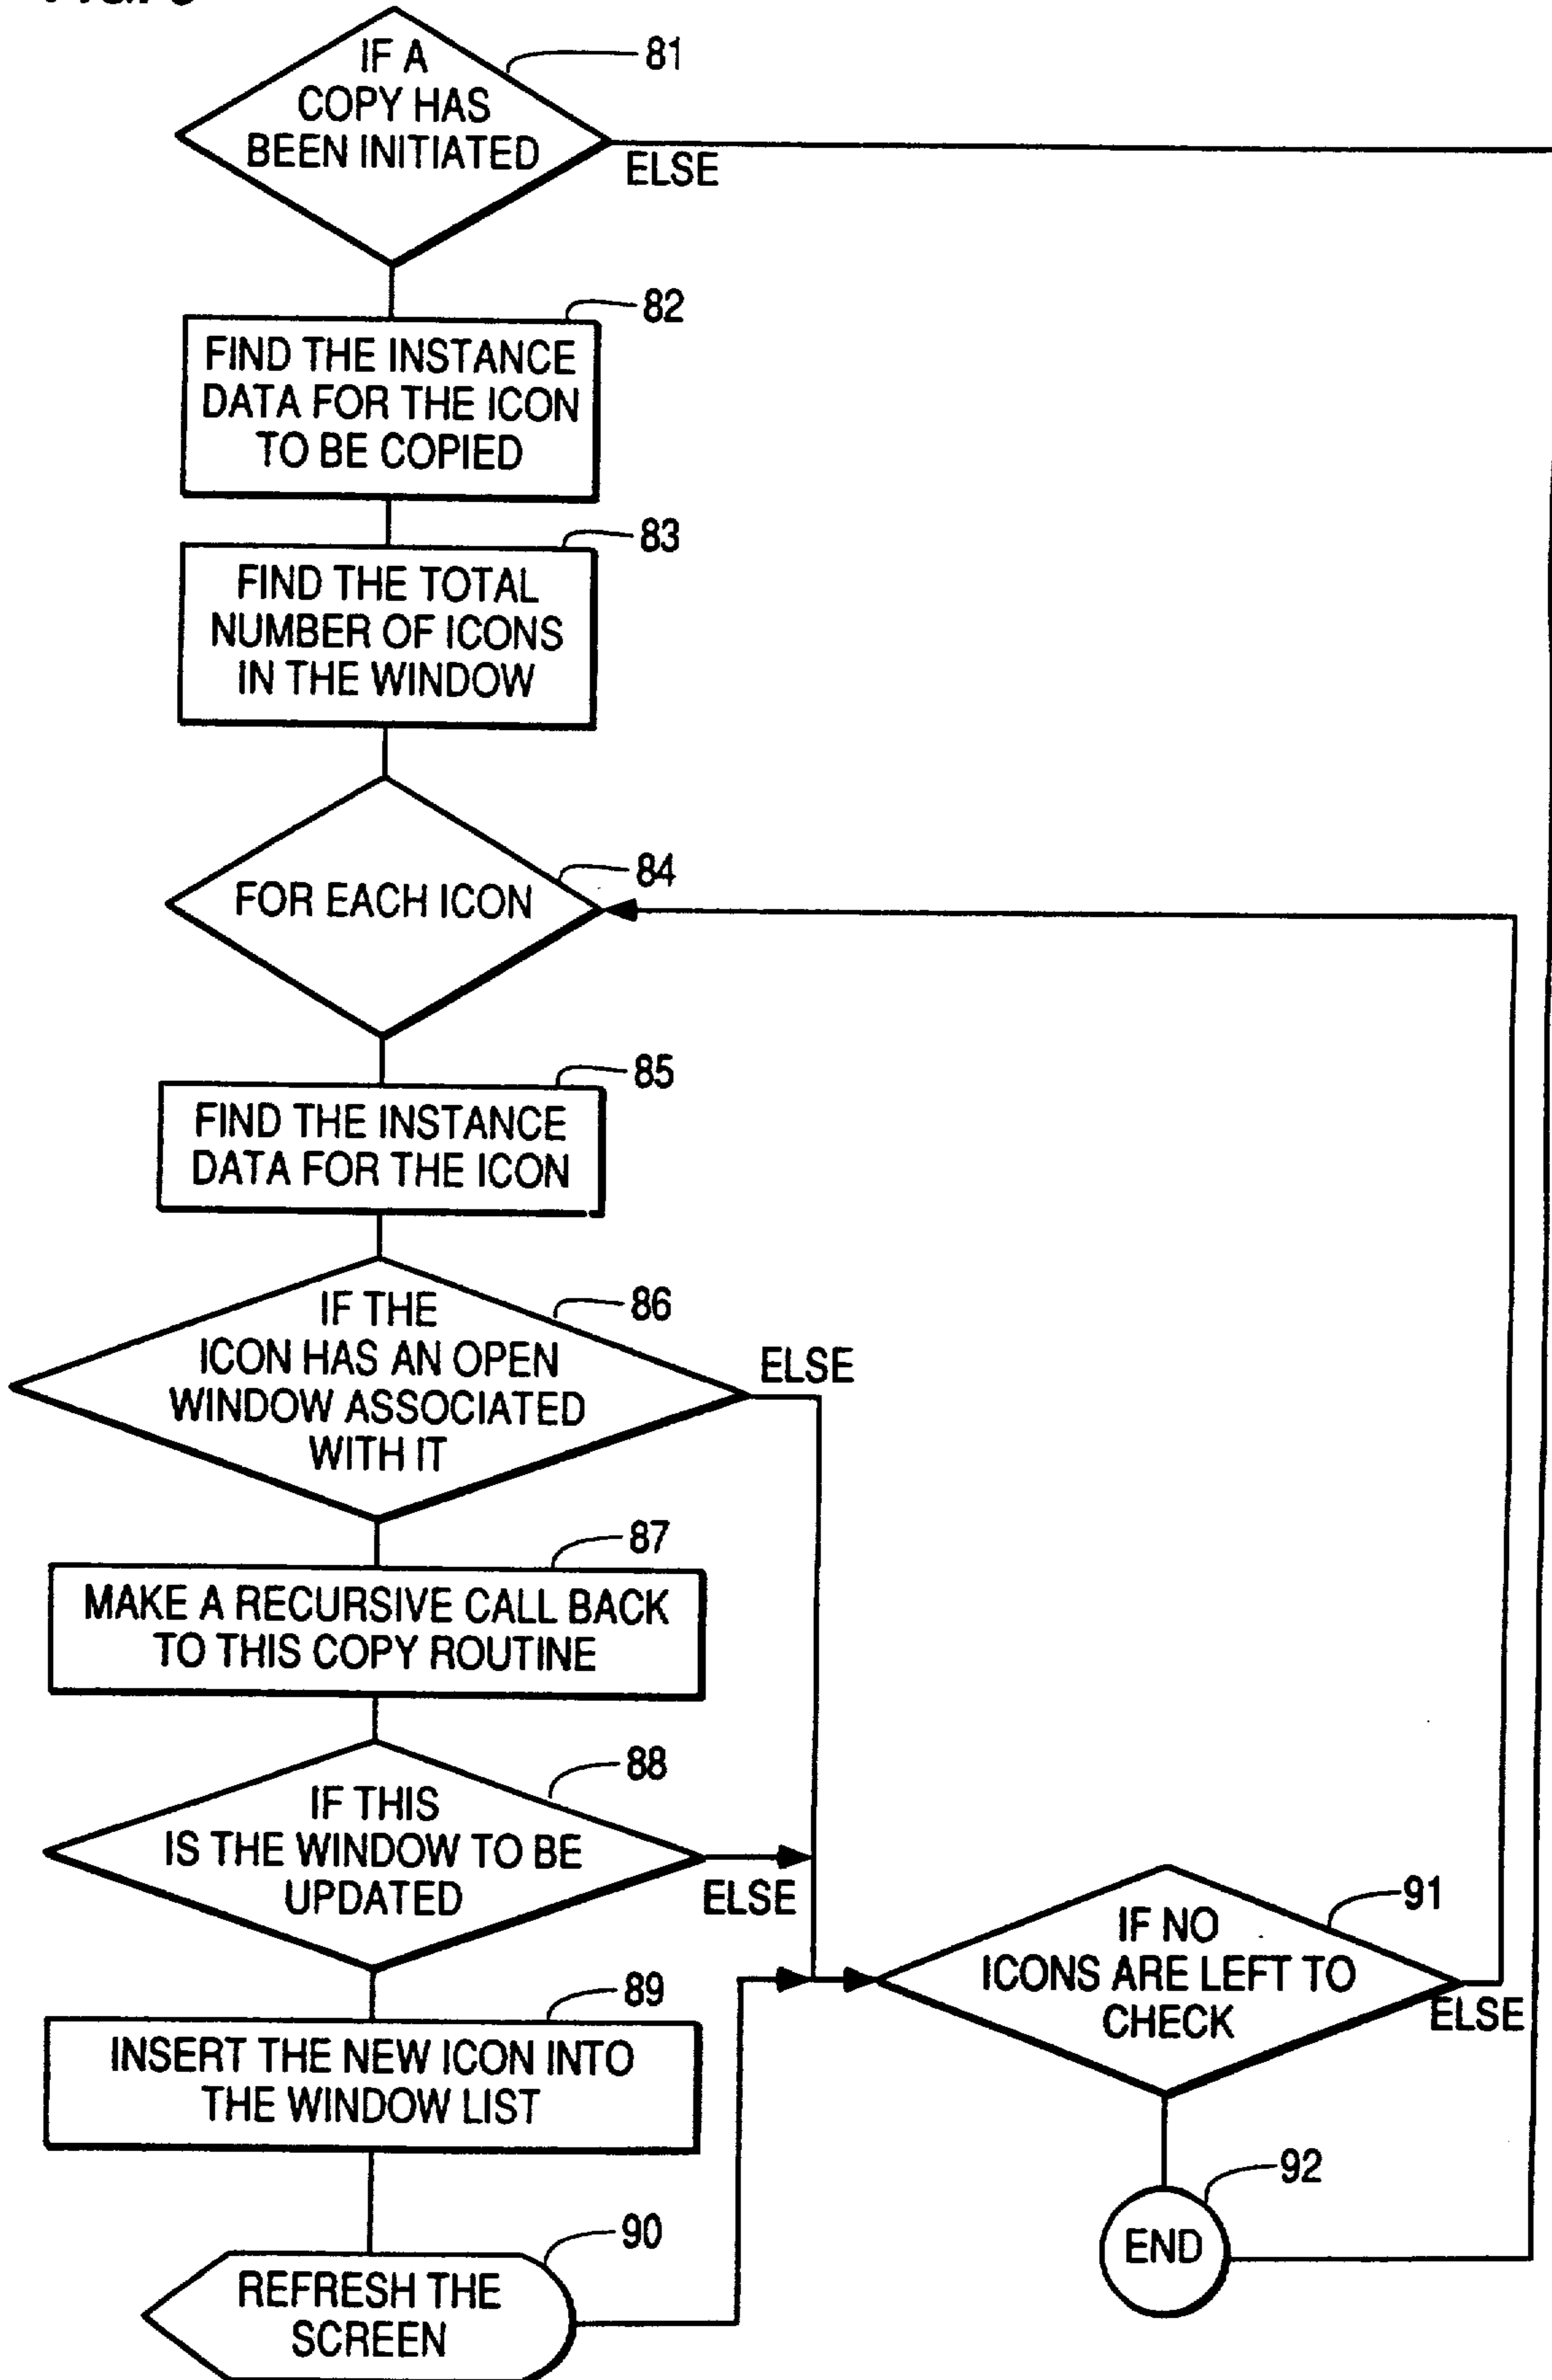 IF A
COPY HAS
BEEN INITIATED
81
ELSE
82
FIND THE INSTANCE
DATA FOR THE ICON
TO BE COPIED
83
FIND THE TOTAL
NUMBER OF ICONS
IN THE WINDOW
84
FOR EACH ICON
85
FIND THE INSTANCE
DATA FOR THE ICON
86
IF THE
ICON HAS AN OPEN
WINDOW ASSOCIATED
WITH IT
ELSE
87
MAKE A RECURSIVE CALL BACK
TO THIS COPY ROUTINE
88
IF THIS
IS THE WINDOW TO BE
UPDATED
ELSE
89
INSERT THE NEW ICON INTO
THE WINDOW LIST
90
REFRESH THE
SCREEN
91
IF NO
ICONS ARE LEFT TO
CHECK
ELSE
92
END